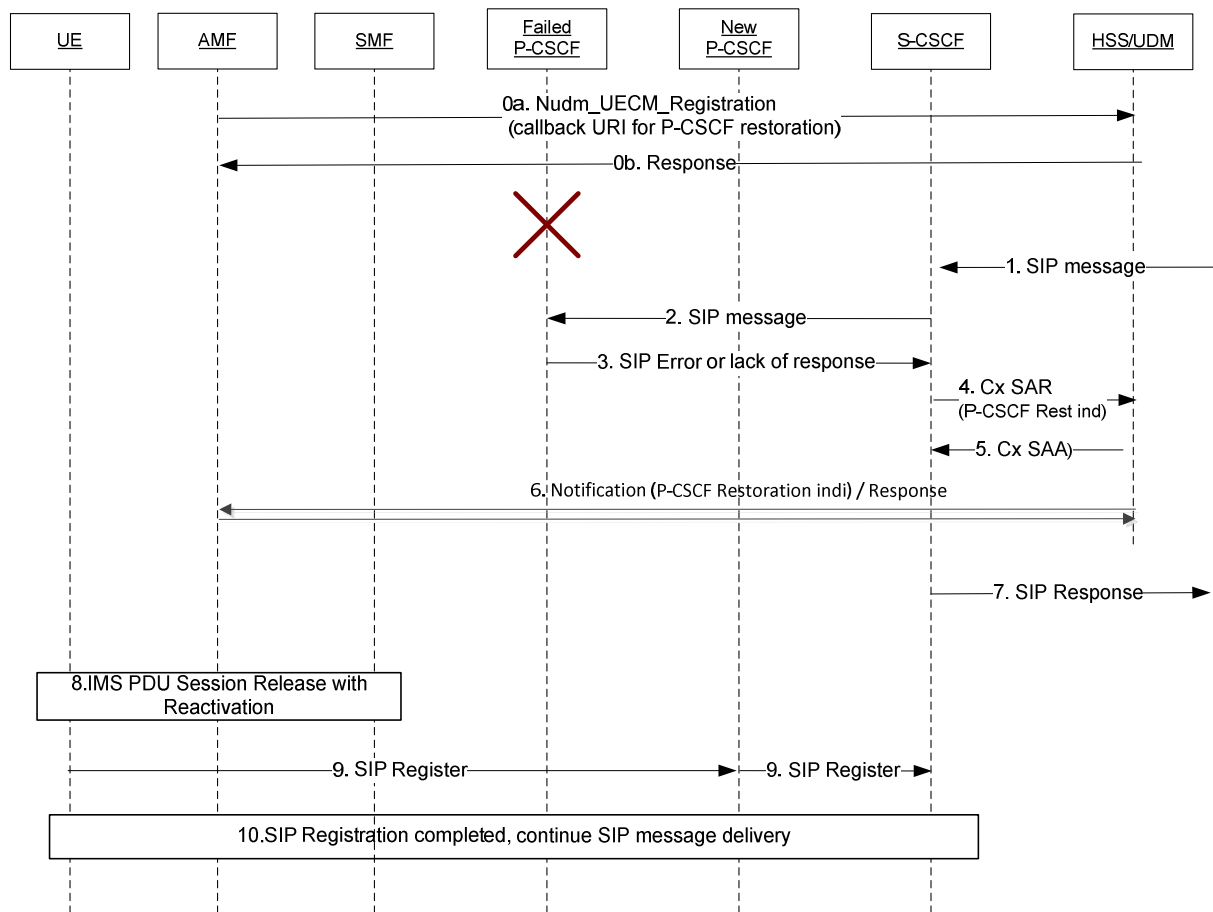 UE
AMF
SMF
Failed
P-CSCF
New
P-CSCF
S-CSCF
HSS/UDM
0a. Nudm_UECM_Registration
(callback URI for P-CSCF restoration)
0b. Response
1. SIP message
2. SIP message
3. SIP Error or lack of response
4. Cx SAR
(P-CSCF Rest ind)
5. Cx SAA)
6. Notification (P-CSCF Restoration indi) / Response
7. SIP Response
8.IMS PDU Session Release with
Reactivation
9. SIP Register
9. SIP Register
10.SIP Registration completed, continue SIP message delivery